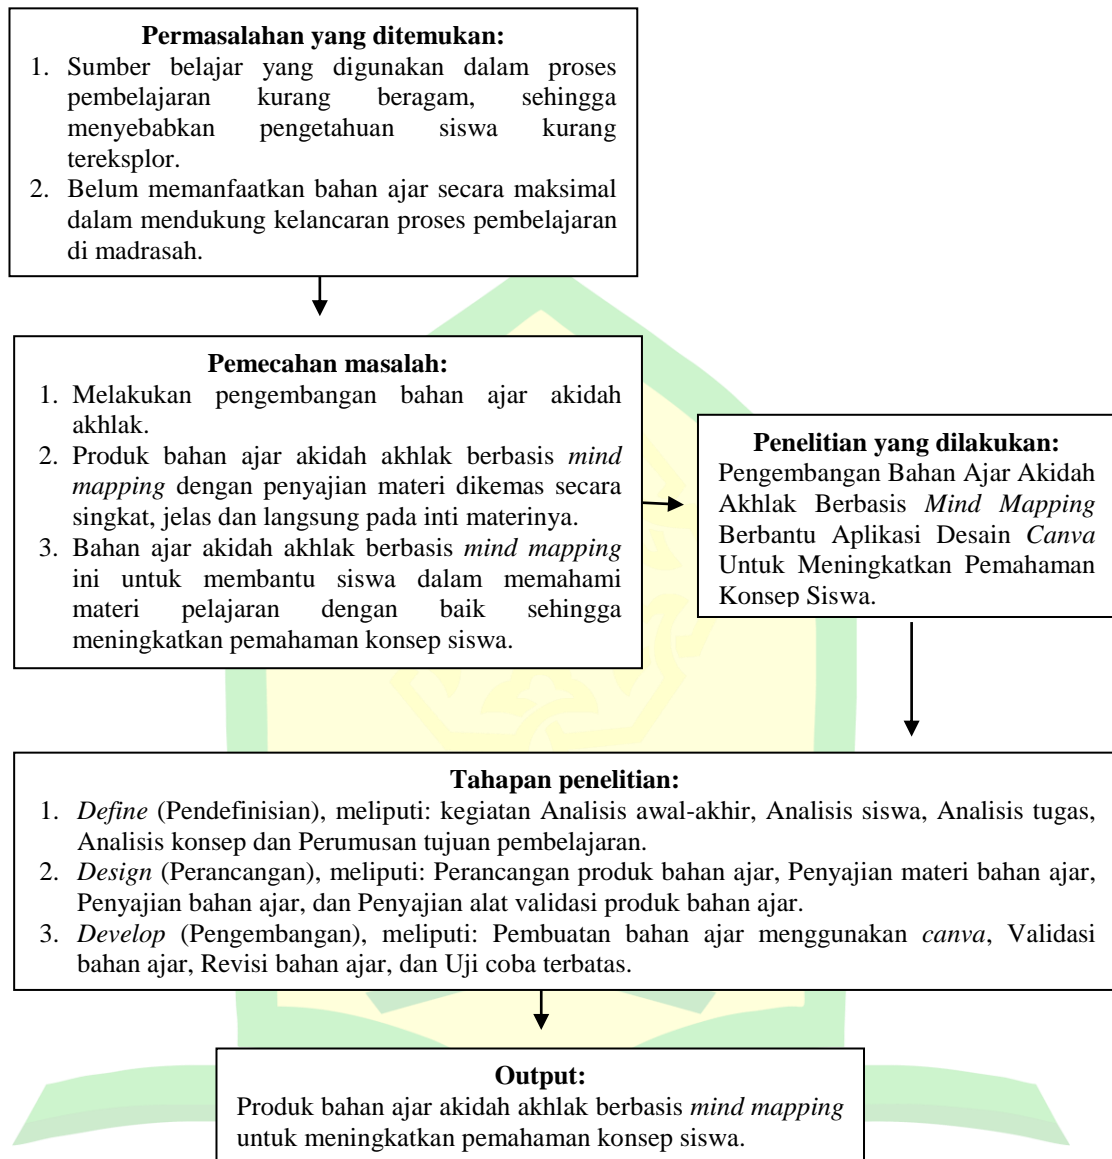 Permasalahan yang ditemukan:
1. Sumber belajar yang digunakan dalam proses
pembelajaran kurang beragam, sehingga
menyebabkan pengetahuan siswa kurang
tereksplor.
2. Belum memanfaatkan bahan ajar secara maksimal
dalam mendukung kelancaran proses pembelajaran
di madrasah.
Pemecahan masalah:
1. Melakukan pengembangan bahan ajar akidah
akhlak.
2. Produk bahan ajar akidah akhlak berbasis mind
mapping dengan penyajian materi dikemas secara
singkat, jelas dan langsung pada inti materinya.
3. Bahan ajar akidah akhlak berbasis mind mapping
ini untuk membantu siswa dalam memahami
materi pelajaran dengan baik sehingga
meningkatkan pemahaman konsep siswa.
Penelitian yang dilakukan:
Pengembangan Bahan Ajar Akidah
Akhlak Berbasis Mind Mapping
Berbantu Aplikasi Desain Canva
Untuk Meningkatkan Pemahaman
Konsep Siswa.
Tahapan penelitian:
1. Define (Pendefinisian), meliputi: kegiatan Analisis awal-akhir, Analisis siswa, Analisis tugas,
Analisis konsep dan Perumusan tujuan pembelajaran.
2. Design (Perancangan), meliputi: Perancangan produk bahan ajar, Penyajian materi bahan ajar,
Penyajian bahan ajar, dan Penyajian alat validasi produk bahan ajar.
3. Develop (Pengembangan), meliputi: Pembuatan bahan ajar menggunakan canva, Validasi
bahan ajar, Revisi bahan ajar, dan Uji coba terbatas.
Output:
Produk bahan ajar akidah akhlak berbasis mind mapping
untuk meningkatkan pemahaman konsep siswa.